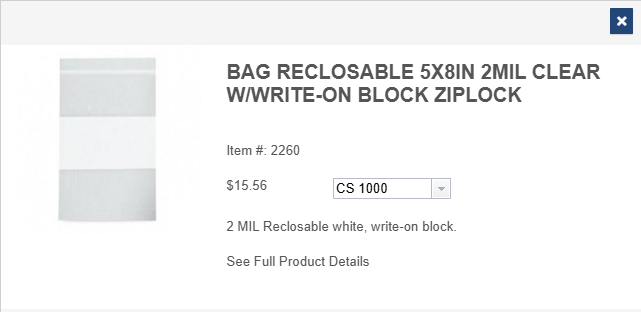 BAG RECLOSABLE 5X8IN 2MIL CLEAR
W/WRITE-ON BLOCK ZIPLOCK
Item #: 2260
$15.56
CS 1000
2 MIL Reclosable white, write-on block.
See Full Product Details